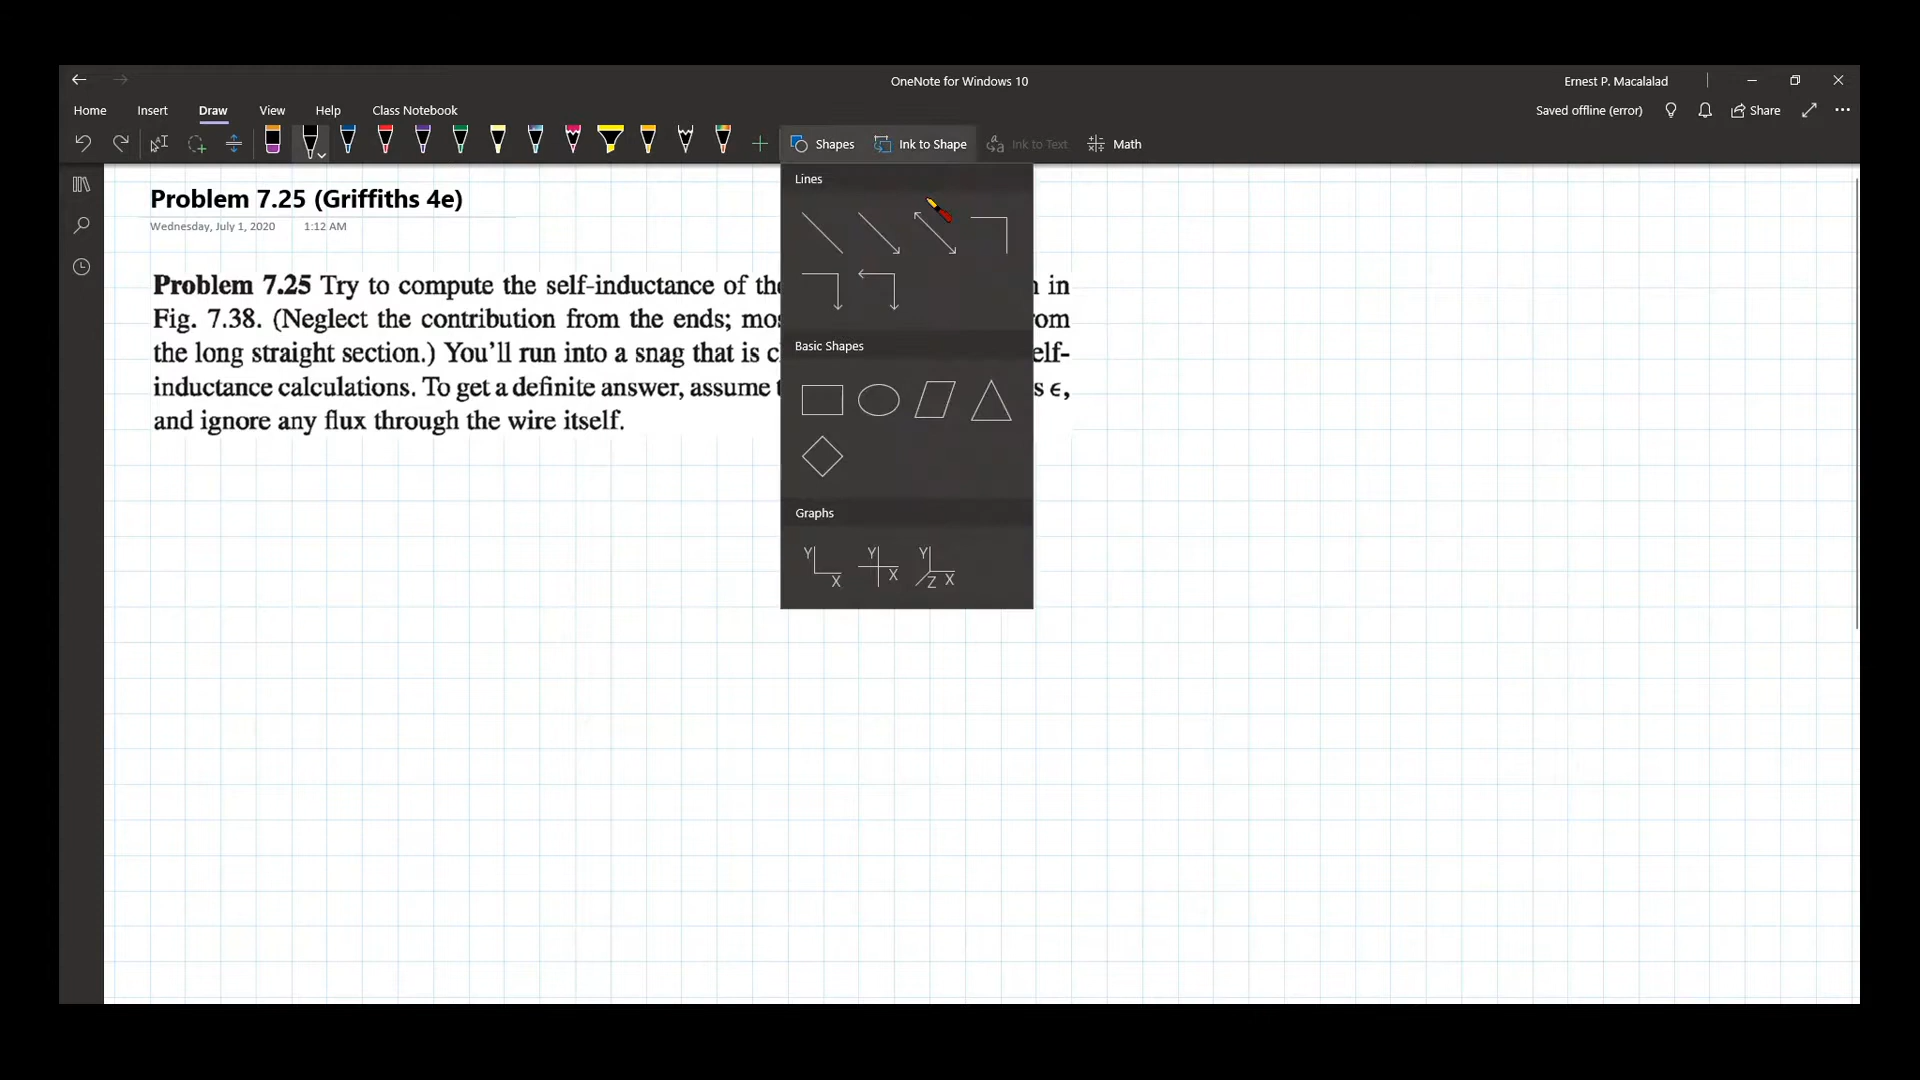 OneNote for Windows 10
Ernest P. Macalalad
Home Insert Draw View Help Class Notebook
Saved offline (error) Share
Shapes Ink to Shape Ink to Text Math
Lines
Basic Shapes
Graphs
Y X Y X Y Z X
Problem 7.25 (Griffiths 4e)
Wednesday, July 1, 2020 1:12 AM
Problem 7.25 Try to compute the self-inductance of the in
Fig. 7.38. (Neglect the contribution from the ends;
the long straight section.) You'll run into a snag that is
inductance calculations. To get a definite answer, assume ϵ,
and ignore any flux through the wire itself.